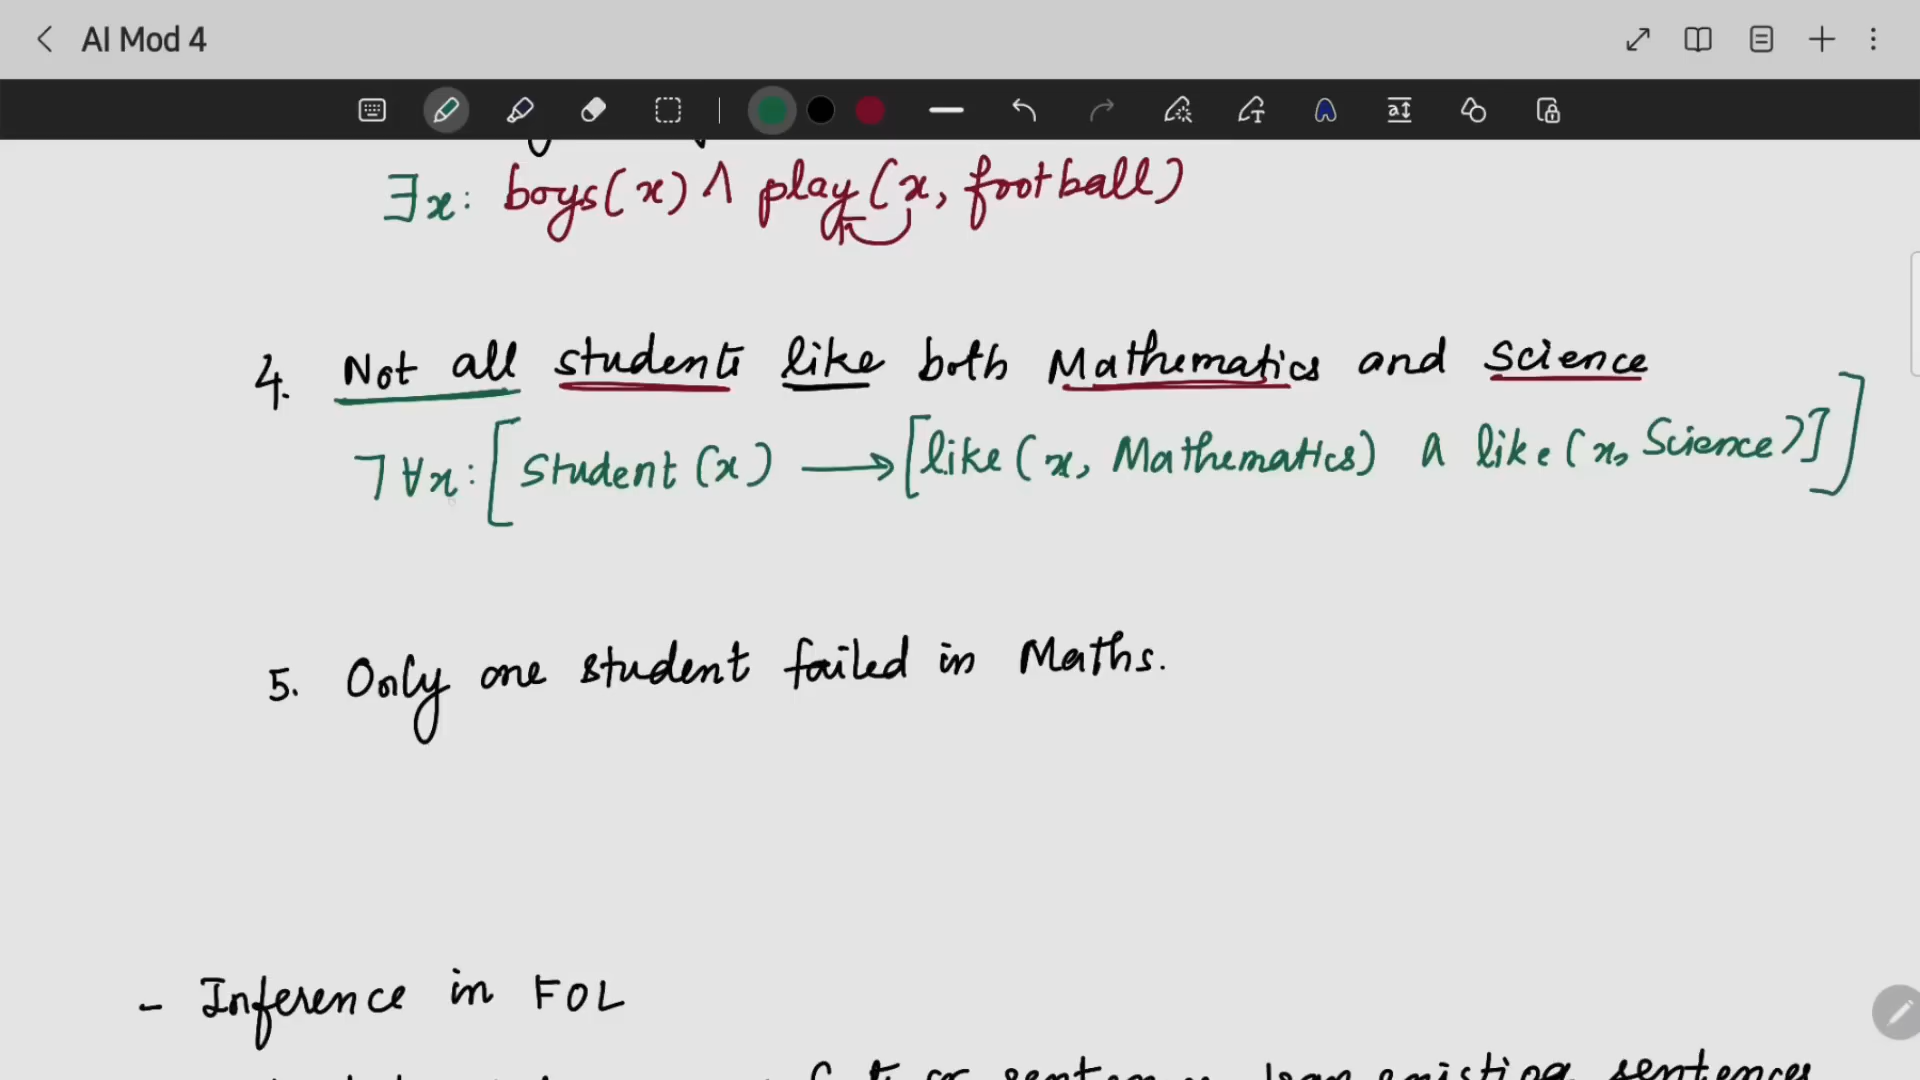 AI Mod 4
∃x: boys(x) ∧ play(x, football)
4. Not all students like both Mathematics and Science
¬∀x: [Student(x) → [like(x, Mathematics) ∧ like(x, Science)]]
5. Only one student failed in Maths.
- Inference in FOL
sentences